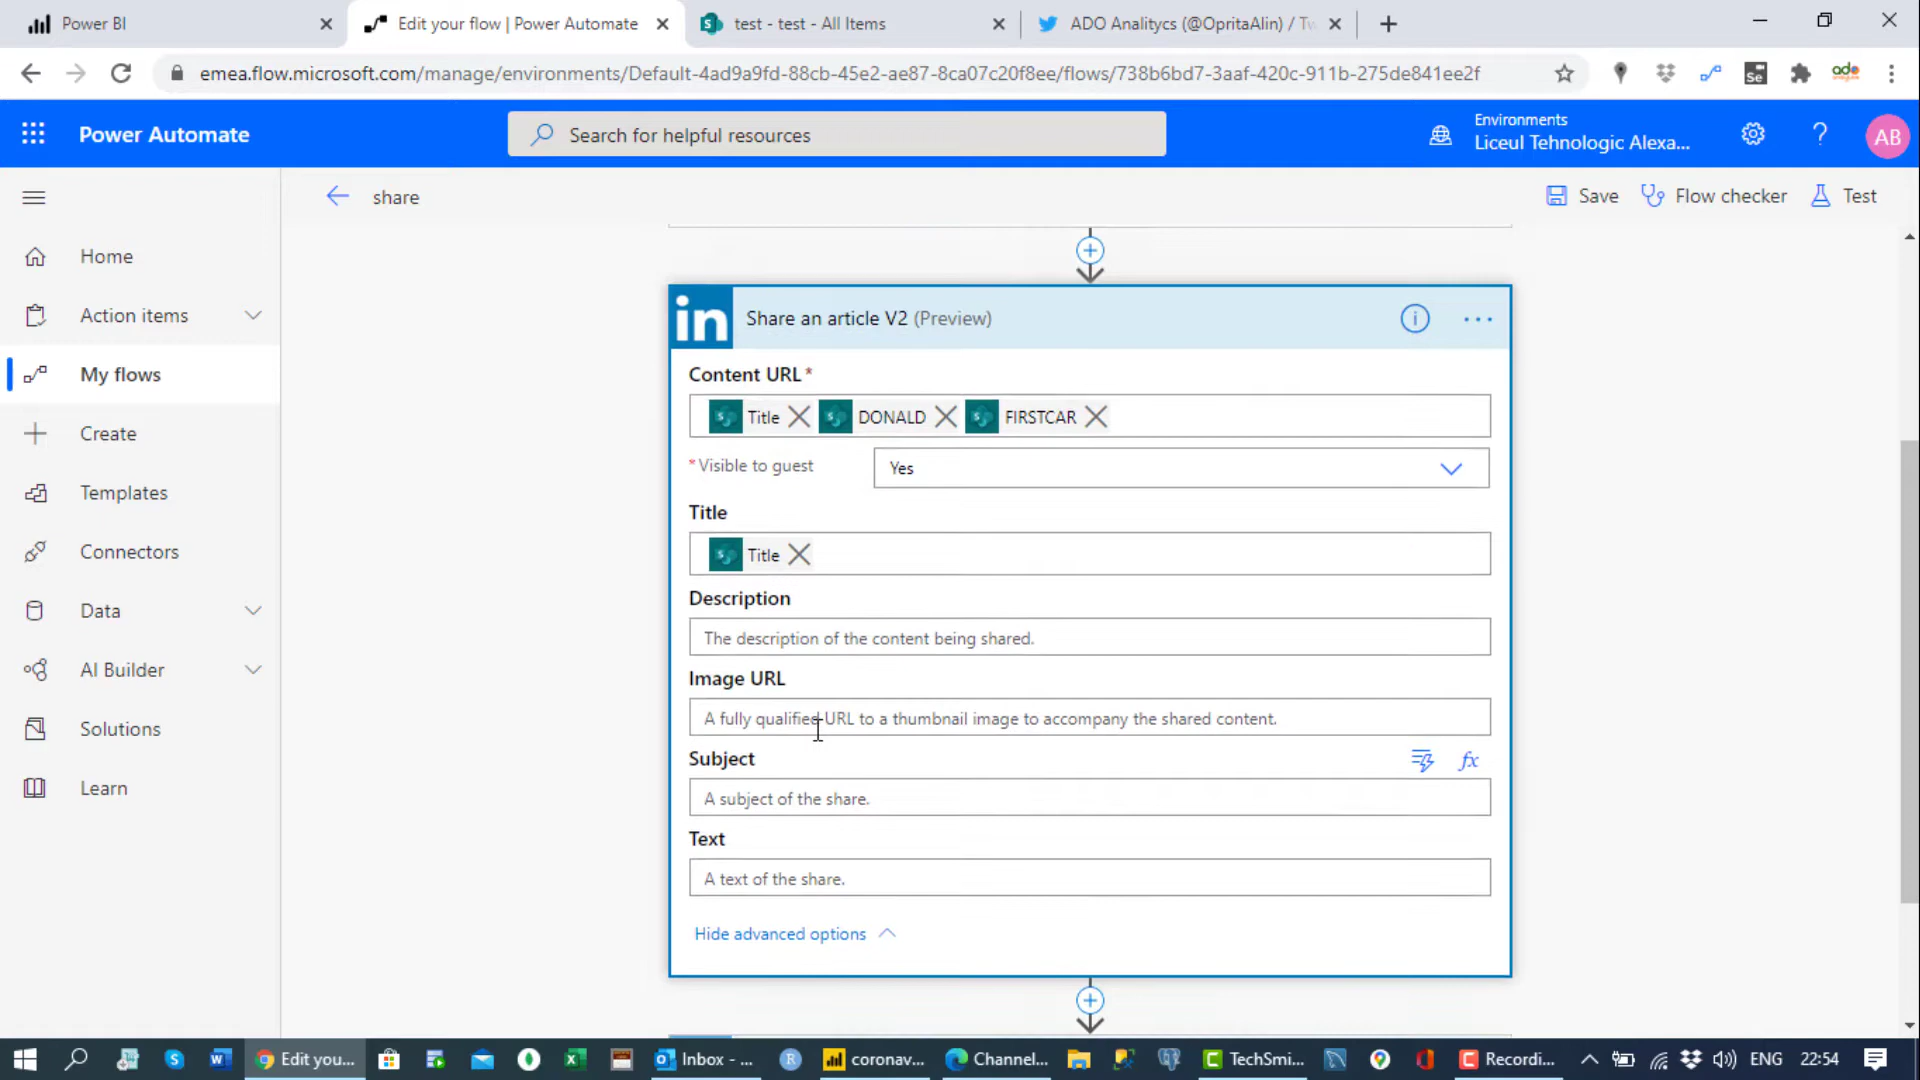 Power BI
Edit your flow | Power Automate
test - test - All Items
ADO Analitycs (@OpritaAlin) / Tw
emea.flow.microsoft.com/manage/environments/Default-4ad9a9fd-88cb-45e2-ae87-8ca07c20f8ee/flows/738b6bd7-3aaf-420c-911b-275de841ee2f
Se
ado
Power Automate
Search for helpful resources
Environments
Liceul Tehnologic Alexa...
?
AB
share
Save
Flow checker
Test
Home
Action items
My flows
Create
Templates
Connectors
Data
AI Builder
Solutions
Learn
in
Share an article V2 (Preview)
Content URL *
Title
DONALD
FIRSTCAR
* Visible to guest
Yes
Title
Title
Description
The description of the content being shared.
Image URL
A fully qualified URL to a thumbnail image to accompany the shared content.
Subject
fx
A subject of the share.
Text
A text of the share.
Hide advanced options
Edit you...
Inbox - ...
coronav...
Channel...
TechSmi...
Recordi...
ENG
22:54